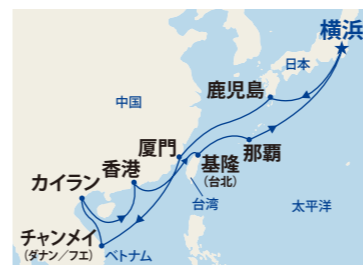 横浜
日本
鹿児島
中国
厦門
那覇
香港
基隆
(台北)
カイラン
台湾
太平洋
チャンメイ
(ダナン/フエ)
ベトナム